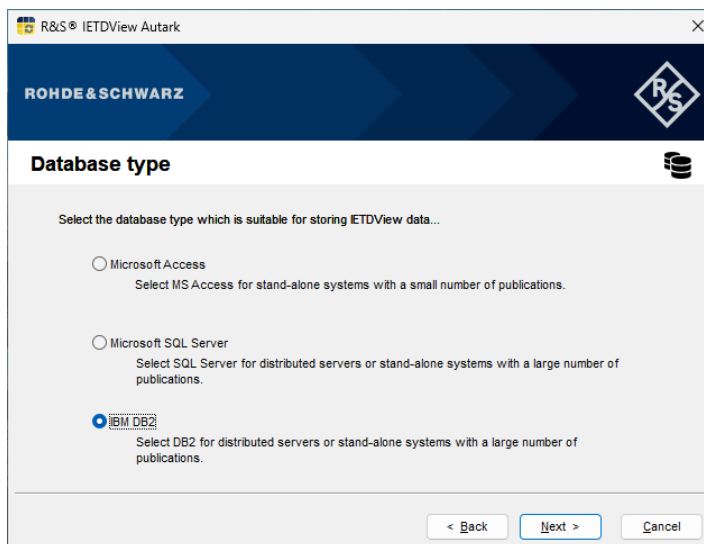 R&S® IETDView Autark
ROHDE&SCHWARZ
R
S
Database type
Select the database type which is suitable for storing IETDView data...
Microsoft Access
Select MS Access for stand-alone systems with a small number of publications.
Microsoft SQL Server
Select SQL Server for distributed servers or stand-alone systems with a large number of
publications.
IBM DB2
Select DB2 for distributed servers or stand-alone systems with a large number of
publications.
< Back
Next >
Cancel